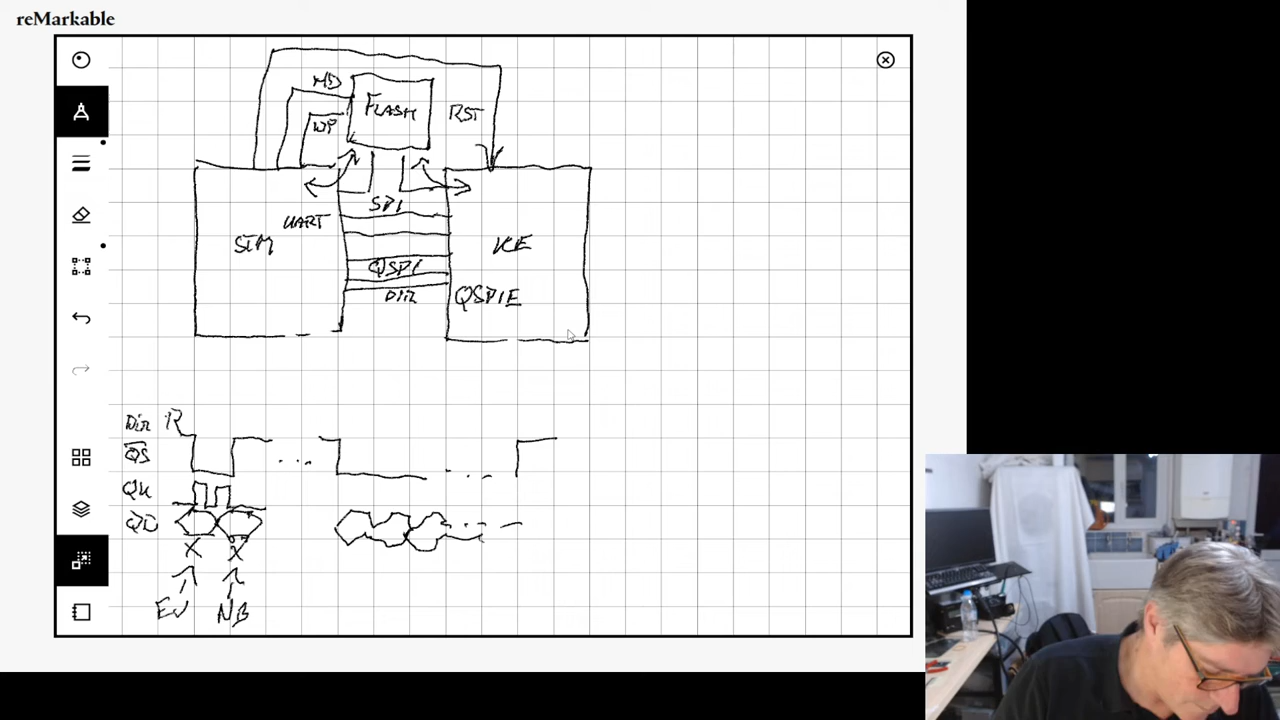 reMarkable
HD
FLASH
RST
WP
SPI
UART
STM
ICE
QSPI
DIR
QSPIE
DIR R
QS
QK
QD
X X
EV NB